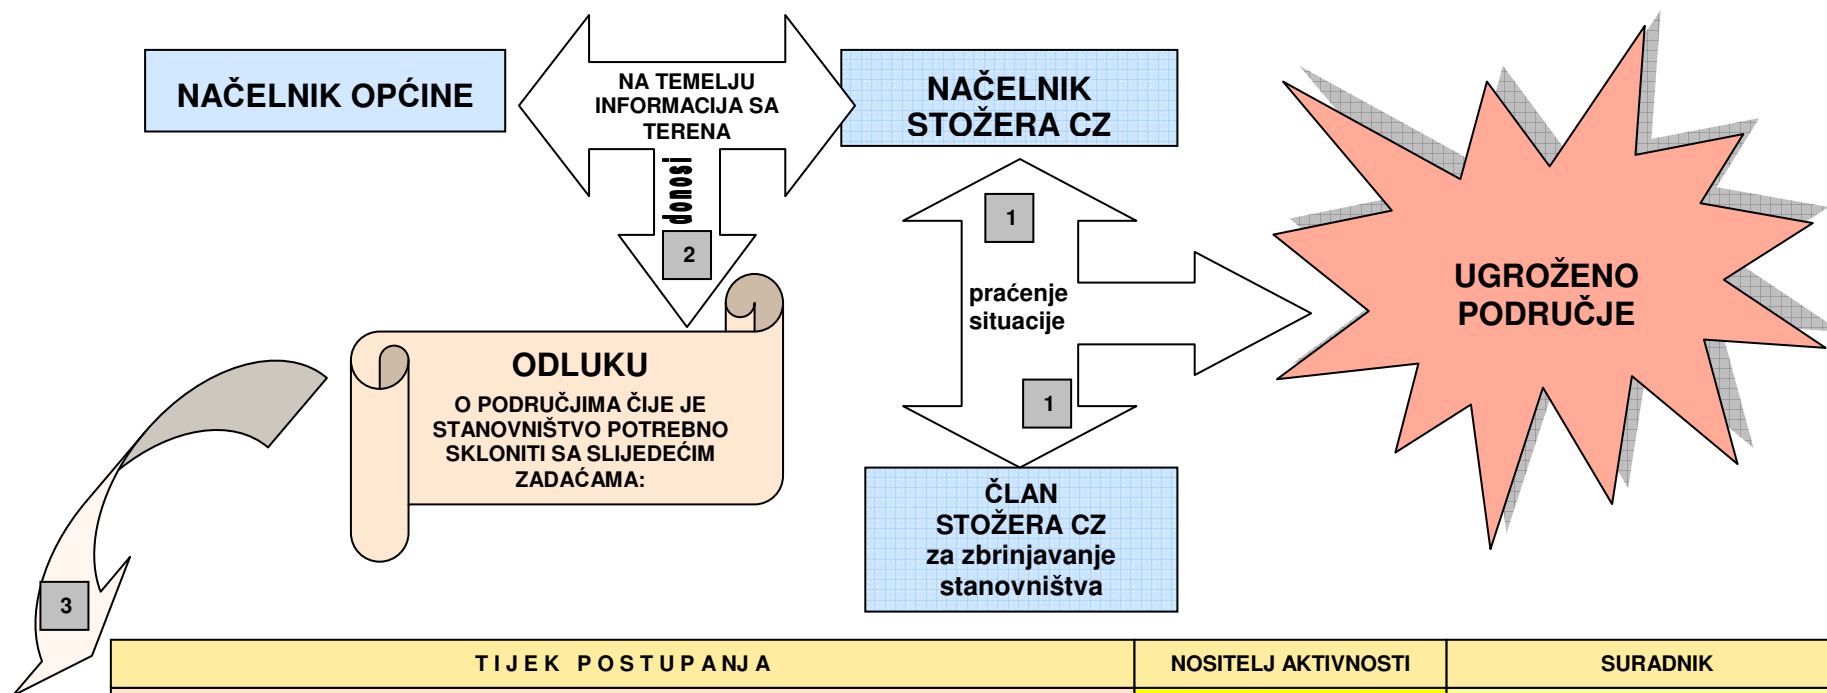 NAČELNIK OPĆINE
NA TEMELJU
INFORMACIJA SA
TERENA
donosi
2
NAČELNIK
STOŽERA CZ
1
praćenje
situacije
1
UGROŽENO
PODRUČJE
ODLUKU
O PODRUČJIMA ČIJE JE
STANOVNIŠTVO POTREBNO
SKLONITI SA SLIJEDEĆIM
ZADAĆAMA:
ČLAN
STOŽERA CZ
za zbrinjavanje
stanovništva
3
T I J E K   P O S T U P A NJ A
NOSITELJ AKTIVNOSTI
SURADNIK